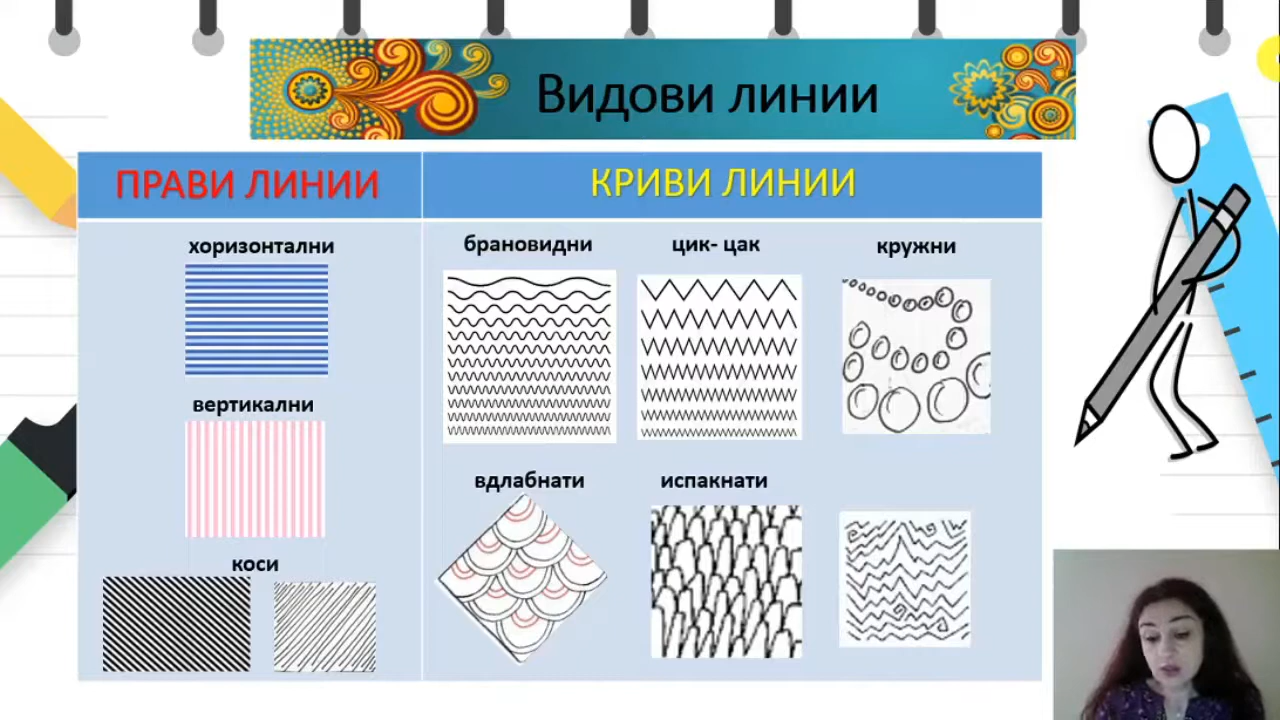 Видови линии
ПРАВИ ЛИНИИ
КРИВИ ЛИНИИ
хоризонтални
вертикални
коси
брановидни
цик- цак
кружни
вдлабнати
испакнати